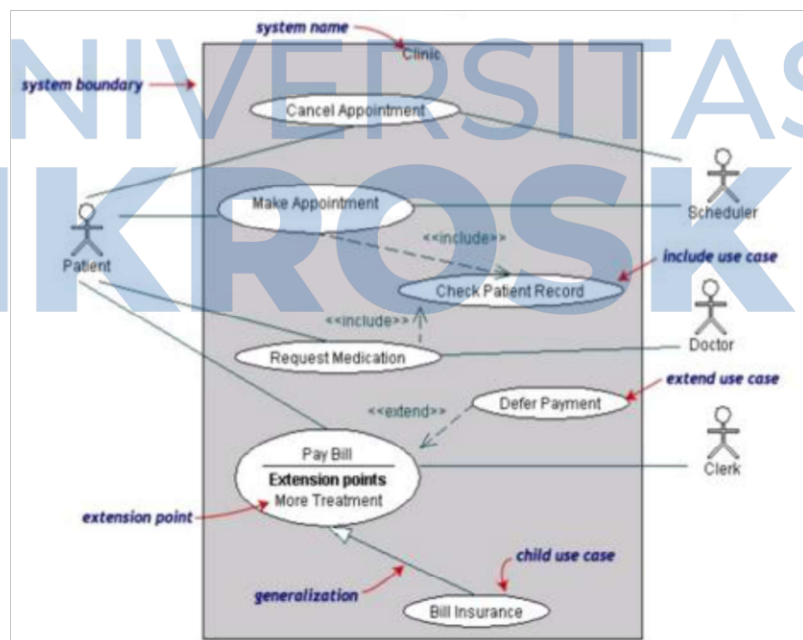 system name
UNIVERSITAS
Clinic
system boundary
Cancel Appointment
MIKROSKIL
Make Appointment
Scheduler
<<include>>
Patient
include use case
Check Patient Record
<<include>>
Doctor
Request Medication
extend use case
<<extend>>
Defer Payment
Pay Bill
Extension points
Clerk
More Treatment
extension point
child use case
generalization
Bill Insurance